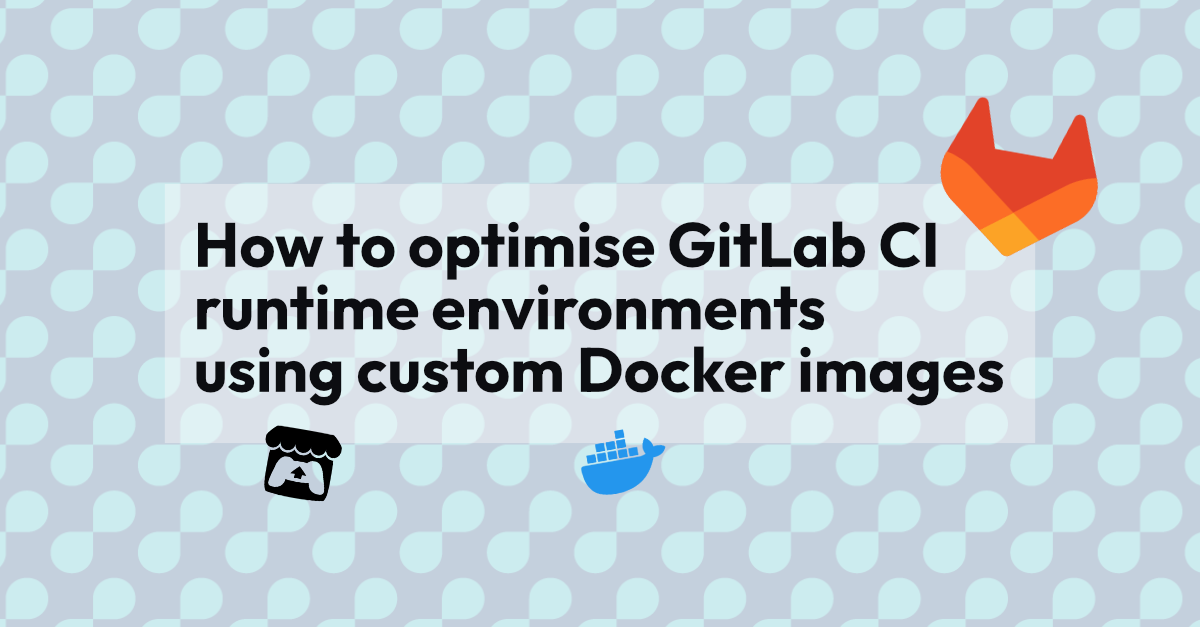 How to optimise GitLab CI
runtime environments
using custom Docker images